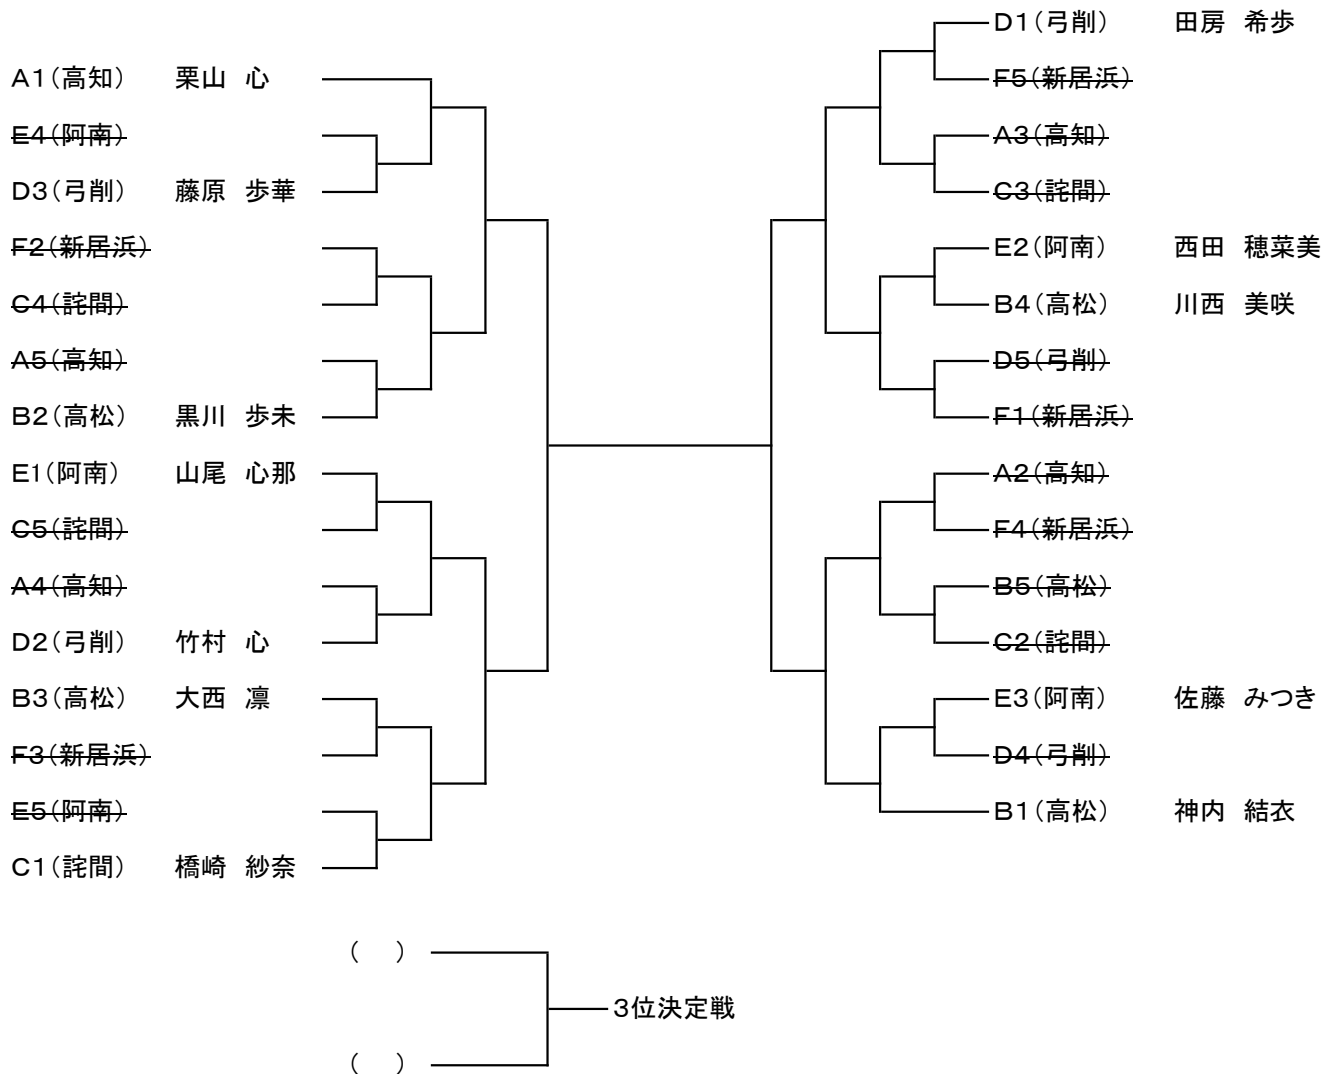 A1(高知) 栗山 心
E4(阿南)
D3(弓削) 藤原 歩華
F2(新居浜)
C4(詫間)
A5(高知)
B2(高松) 黒川 歩未
E1(阿南) 山尾 心那
C5(詫間)
A4(高知)
D2(弓削) 竹村 心
B3(高松) 大西 凛
F3(新居浜)
E5(阿南)
C1(詫間) 橋崎 紗奈
D1(弓削) 田房 希歩
F5(新居浜)
A3(高知)
C3(詫間)
E2(阿南) 西田 穂菜美
B4(高松) 川西 美咲
D5(弓削)
F1(新居浜)
A2(高知)
F4(新居浜)
B5(高松)
C2(詫間)
E3(阿南) 佐藤 みつき
D4(弓削)
B1(高松) 神内 結衣
( )
3位決定戦
( )